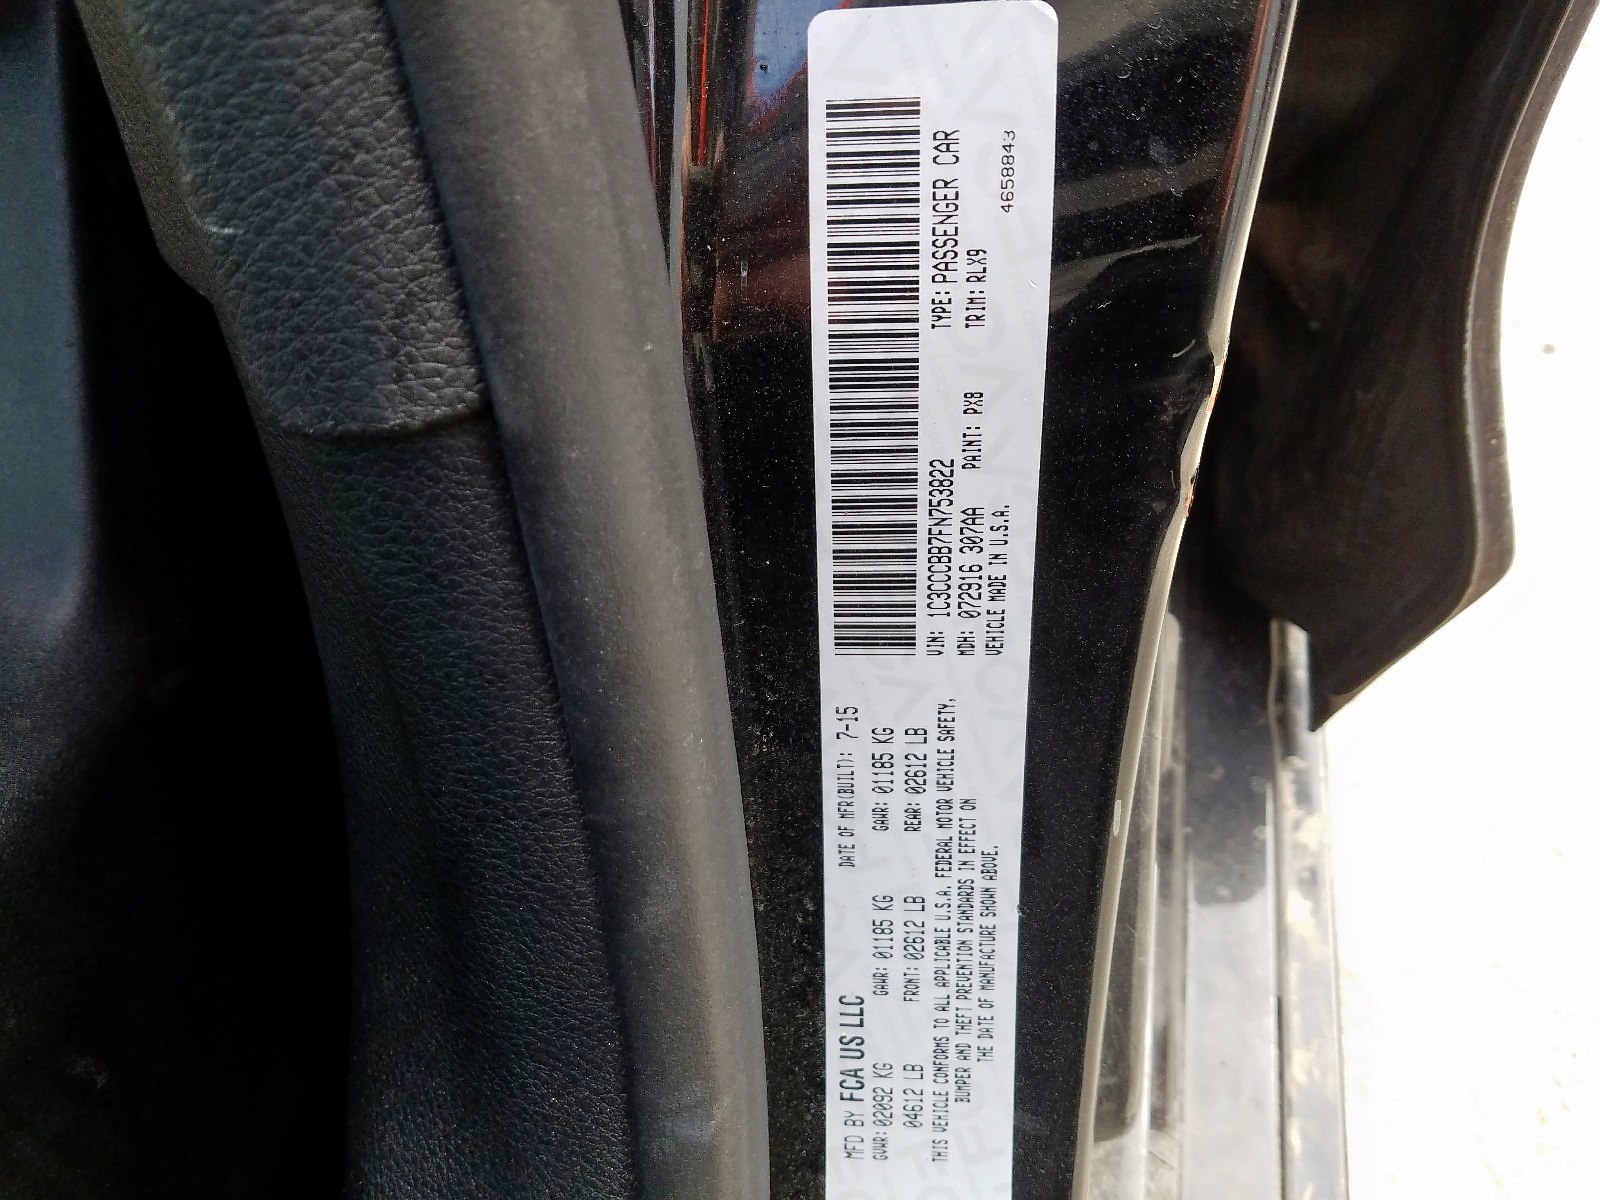 MFD BY FCA US LLC DATE OF MFR(BUILT): 7-15
GVWR: 02092 KG GAWR: 01185 KG GAWR: 01185 KG
04612 LB FRONT: 02612 LB REAR: 02612 LB
THIS VEHICLE CONFORMS TO ALL APPLICABLE U.S.A. FEDERAL MOTOR VEHICLE SAFETY,
BUMPER AND THEFT PREVENTION STANDARDS IN EFFECT ON
THE DATE OF MANUFACTURE SHOWN ABOVE.
VIN: 1C3CCCBB7FN753822 TYPE: PASSENGER CAR
MDH: 072916 307AA PAINT: PX8 TRIM: RLX9
VEHICLE MADE IN U.S.A. 4658843